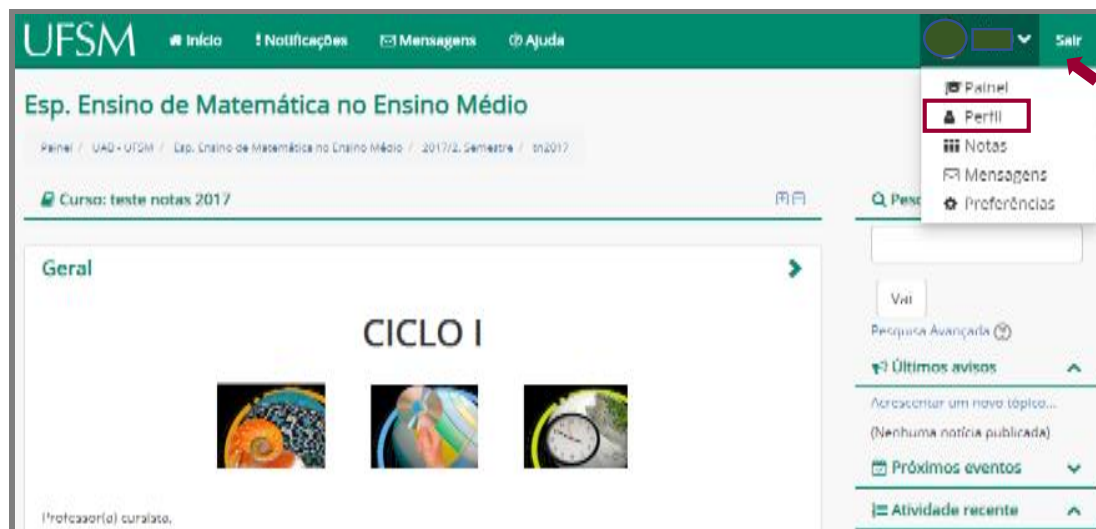 UFSM Início Notificações Mensagens Ajuda Sair
Painel
Perfil
Notas
Mensagens
Preferências
Esp. Ensino de Matemática no Ensino Médio
Painel / UAB - UFSM / Esp. Ensino de Matemática no Ensino Médio / 2017/2. Semestre / tn2017
Curso: teste notas 2017
Geral
CICLO I
Professor(a) cursista,
Vai
Pesquisa Avançada
Últimos avisos
Acrescentar um novo tópico...
(Nenhuma notícia publicada)
Próximos eventos
Atividade recente